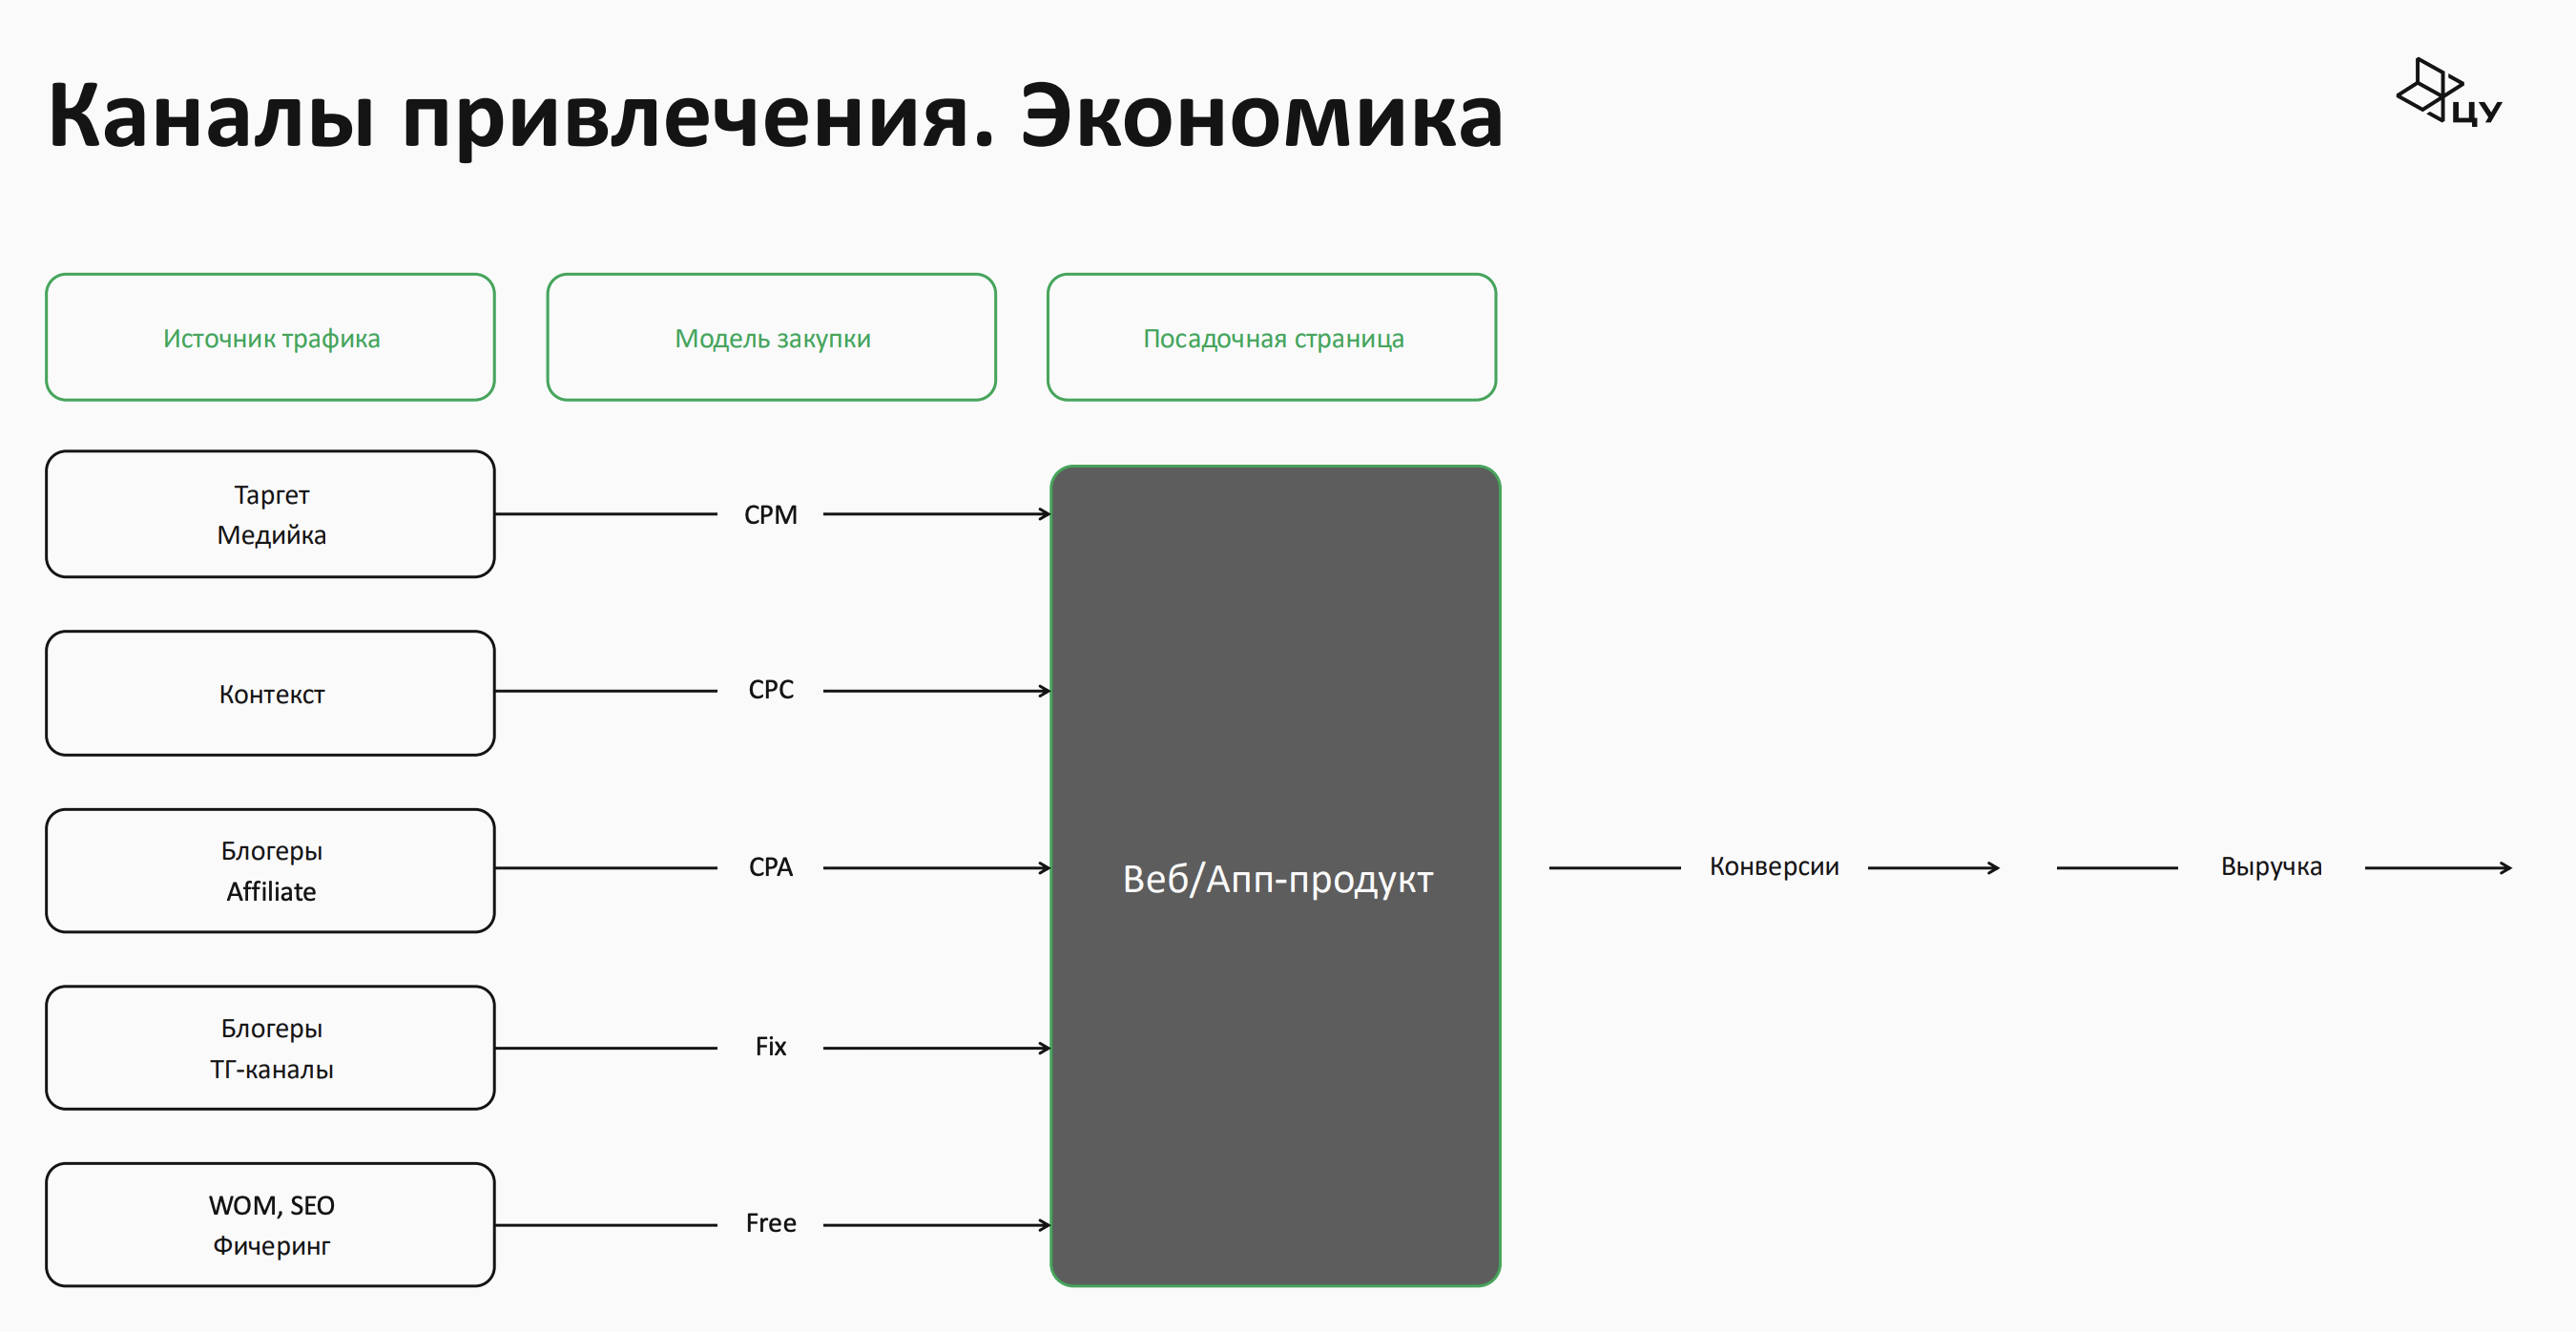 Каналы привлечения. Экономика
ЦУ
Источник трафика
Модель закупки
Посадочная страница
Таргет
Медийка
CPM
Контекст
CPC
Блогеры
Affiliate
CPA
Блогеры
ТГ-каналы
Fix
WOM, SEO
Фичеринг
Free
Веб/Апп-продукт
Конверсии
Выручка